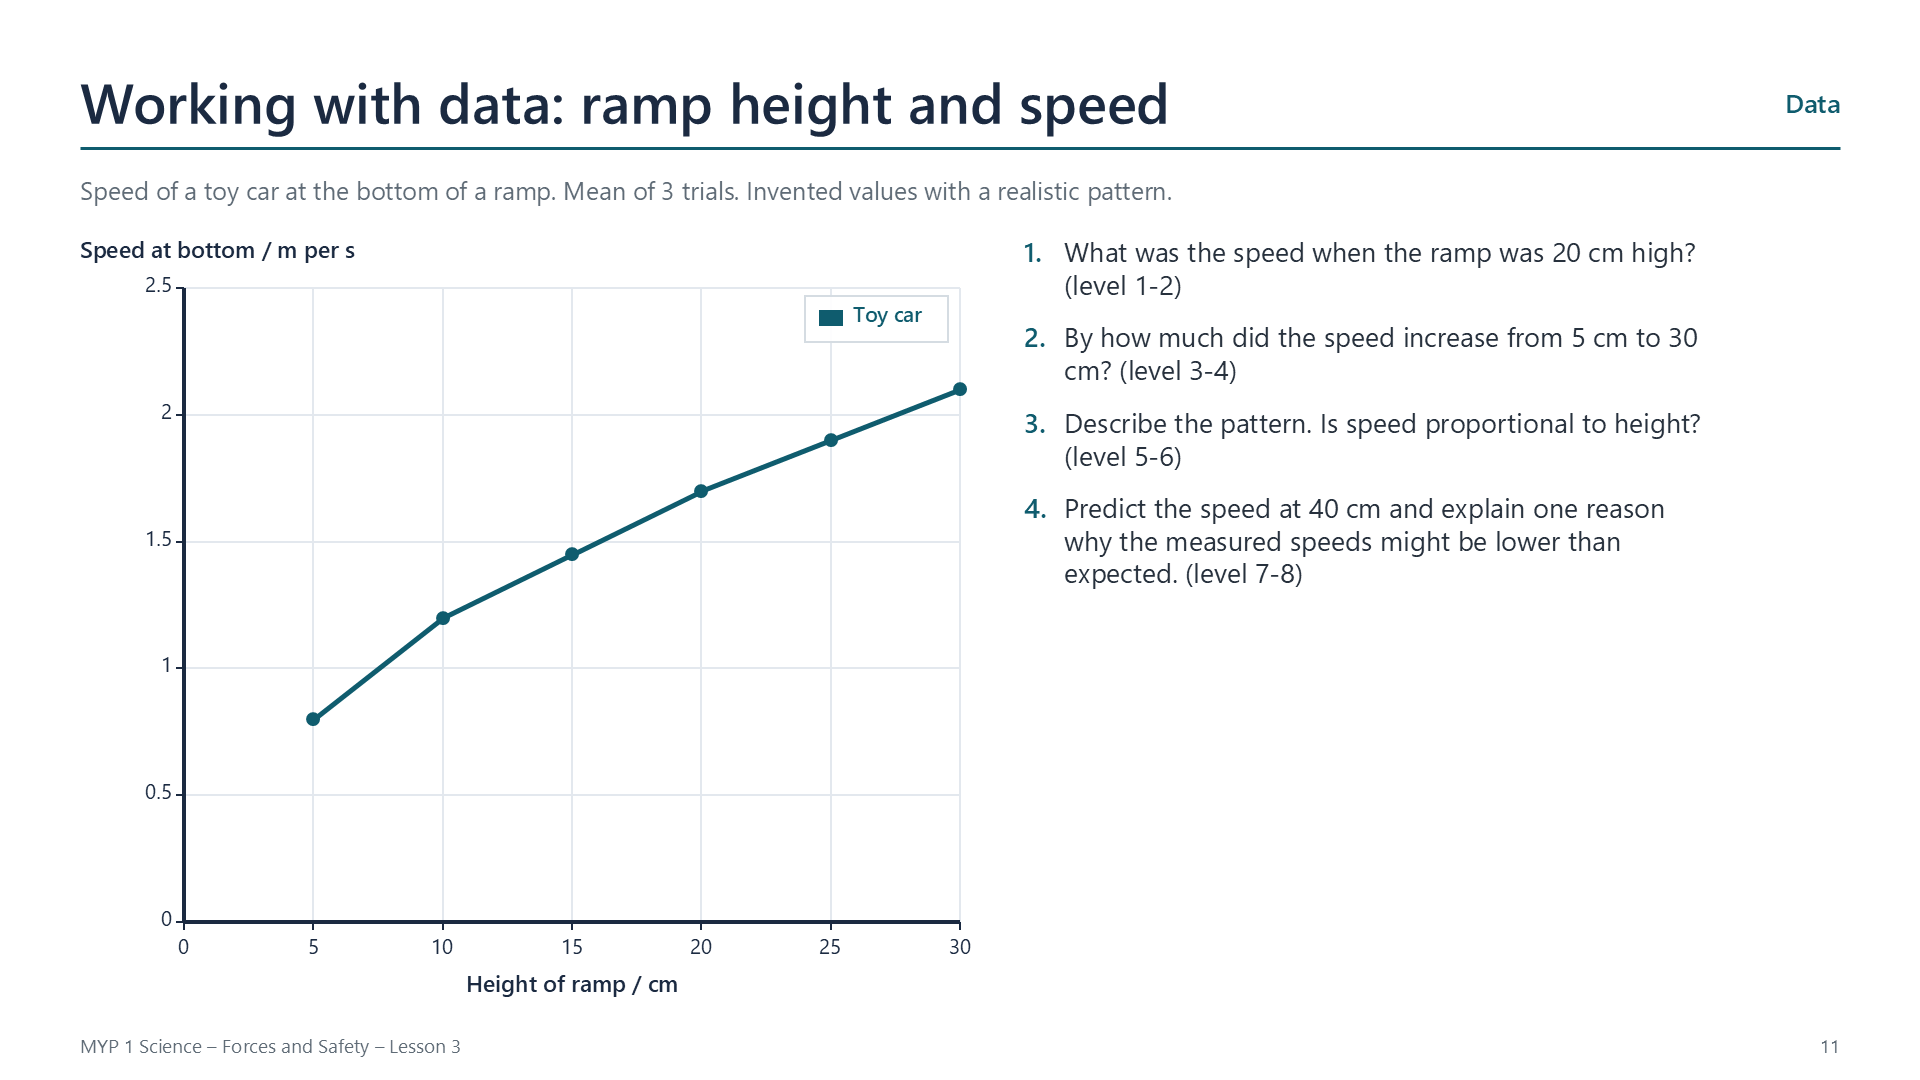 Working with data: ramp height and speed
Data
Speed of a toy car at the bottom of a ramp. Mean of 3 trials. Invented values with a realistic pattern.
Speed at bottom / m per s
2.5
2
1.5
1
0.5
0
Toy car
0 5 10 15 20 25 30
Height of ramp / cm
1. What was the speed when the ramp was 20 cm high?
(level 1-2)
2. By how much did the speed increase from 5 cm to 30
cm? (level 3-4)
3. Describe the pattern. Is speed proportional to height?
(level 5-6)
4. Predict the speed at 40 cm and explain one reason
why the measured speeds might be lower than
expected. (level 7-8)
MYP 1 Science – Forces and Safety – Lesson 3
11